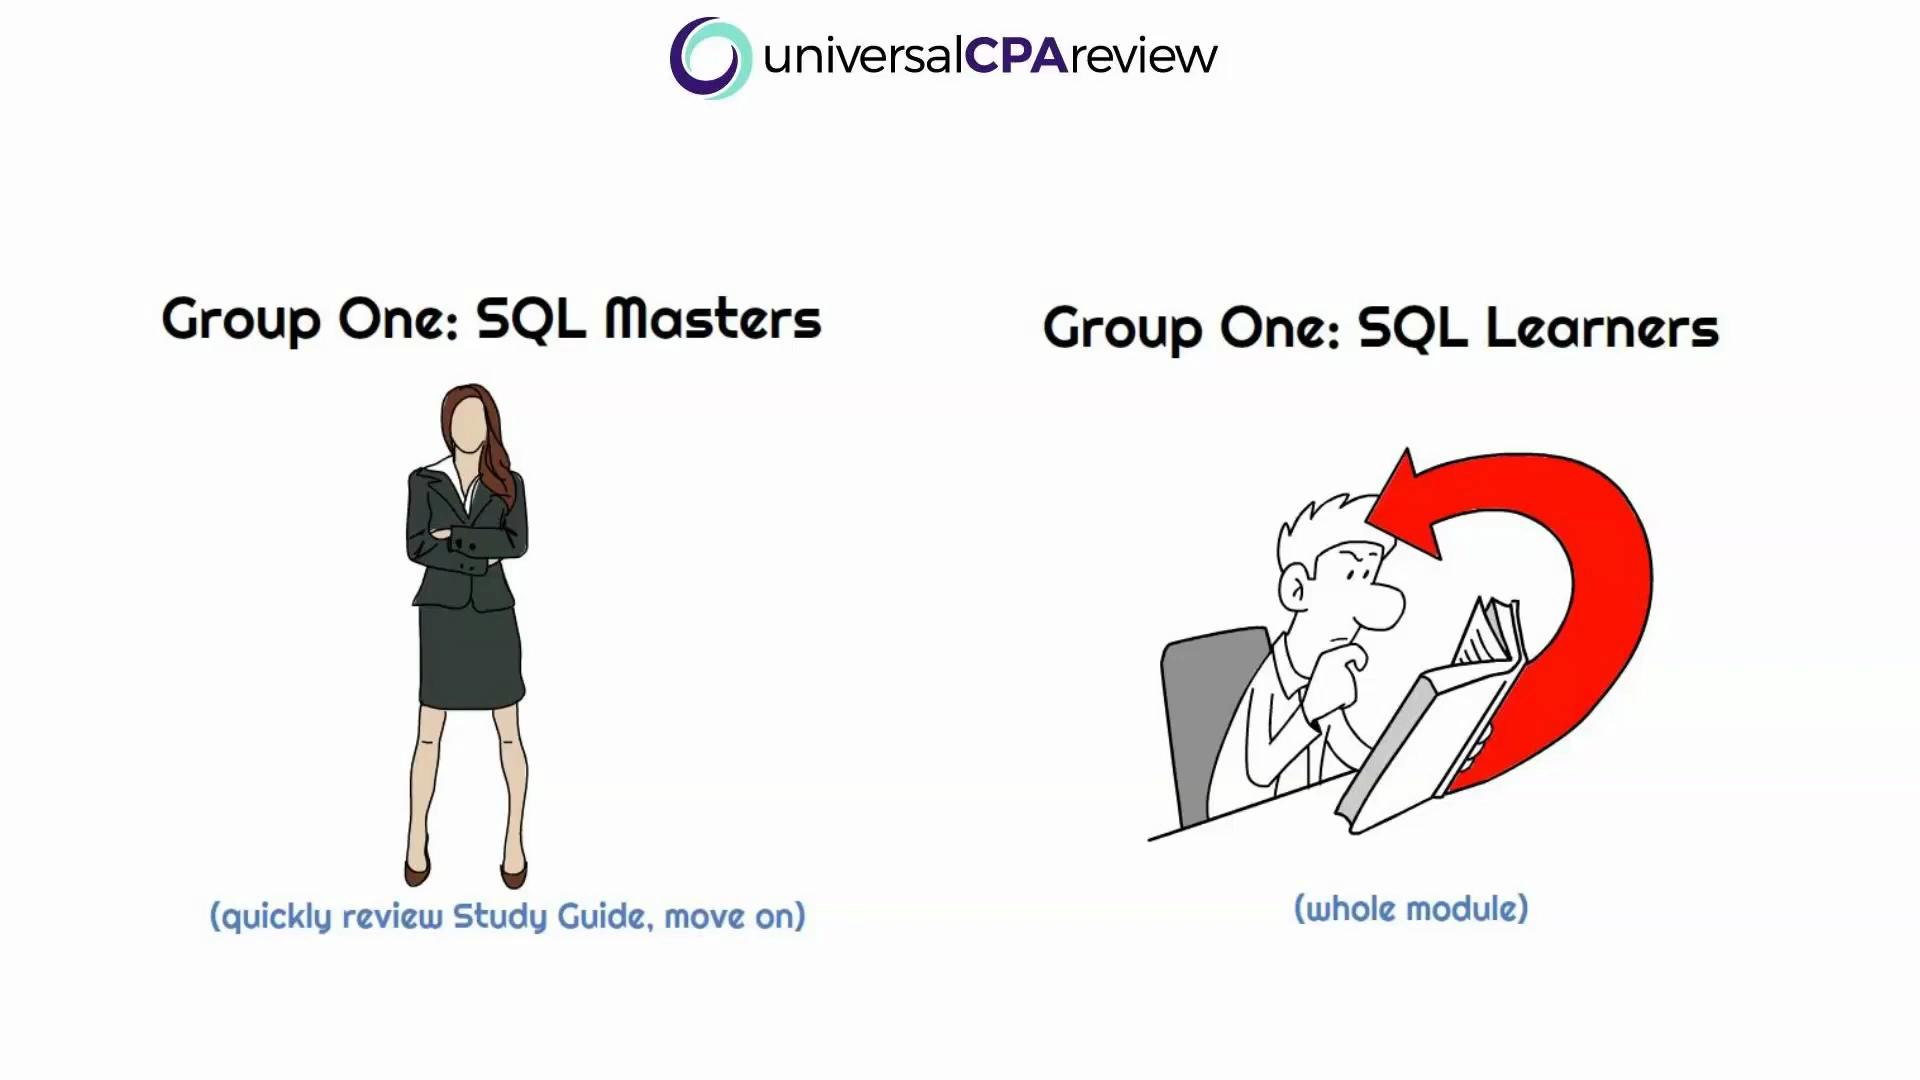 universalCPAreview
Group One: SQL Masters
Group One: SQL Learners
(quickly review Study Guide, move on)
(whole module)